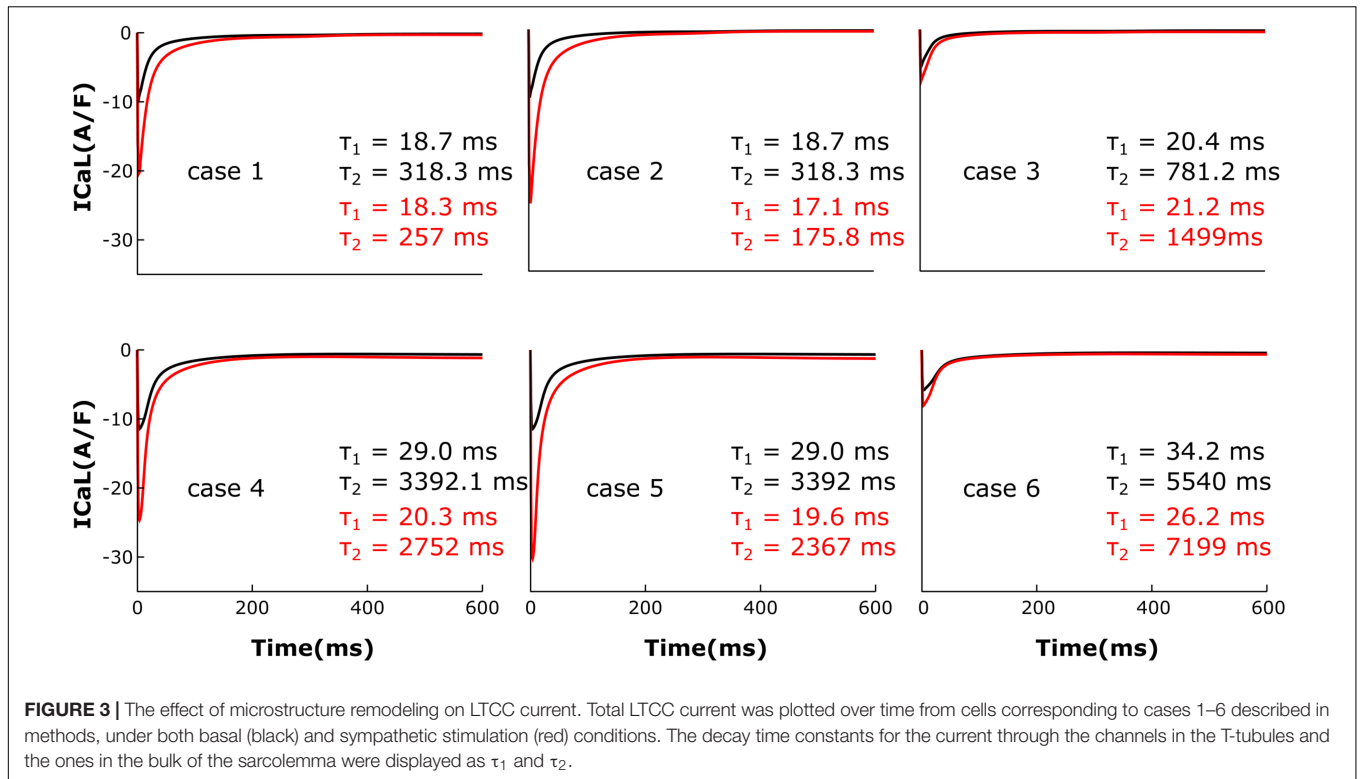 0
-10
-20
-30
ICaL(A/F)
case 1
τ₁ = 18.7 ms
τ₂ = 318.3 ms
τ₁ = 18.3 ms
τ₂ = 257 ms
case 2
τ₁ = 18.7 ms
τ₂ = 318.3 ms
τ₁ = 17.1 ms
τ₂ = 175.8 ms
case 3
τ₁ = 20.4 ms
τ₂ = 781.2 ms
τ₁ = 21.2 ms
τ₂ = 1499ms
0
-10
-20
-30
ICaL(A/F)
case 4
τ₁ = 29.0 ms
τ₂ = 3392.1 ms
τ₁ = 20.3 ms
τ₂ = 2752 ms
0 200 400 600
Time(ms)
case 5
τ₁ = 29.0 ms
τ₂ = 3392 ms
τ₁ = 19.6 ms
τ₂ = 2367 ms
0 200 400 600
Time(ms)
case 6
τ₁ = 34.2 ms
τ₂ = 5540 ms
τ₁ = 26.2 ms
τ₂ = 7199 ms
0 200 400 600
Time(ms)
FIGURE 3 | The effect of microstructure remodeling on LTCC current. Total LTCC current was plotted over time from cells corresponding to cases 1–6 described in
methods, under both basal (black) and sympathetic stimulation (red) conditions. The decay time constants for the current through the channels in the T-tubules and
the ones in the bulk of the sarcolemma were displayed as τ₁ and τ₂.